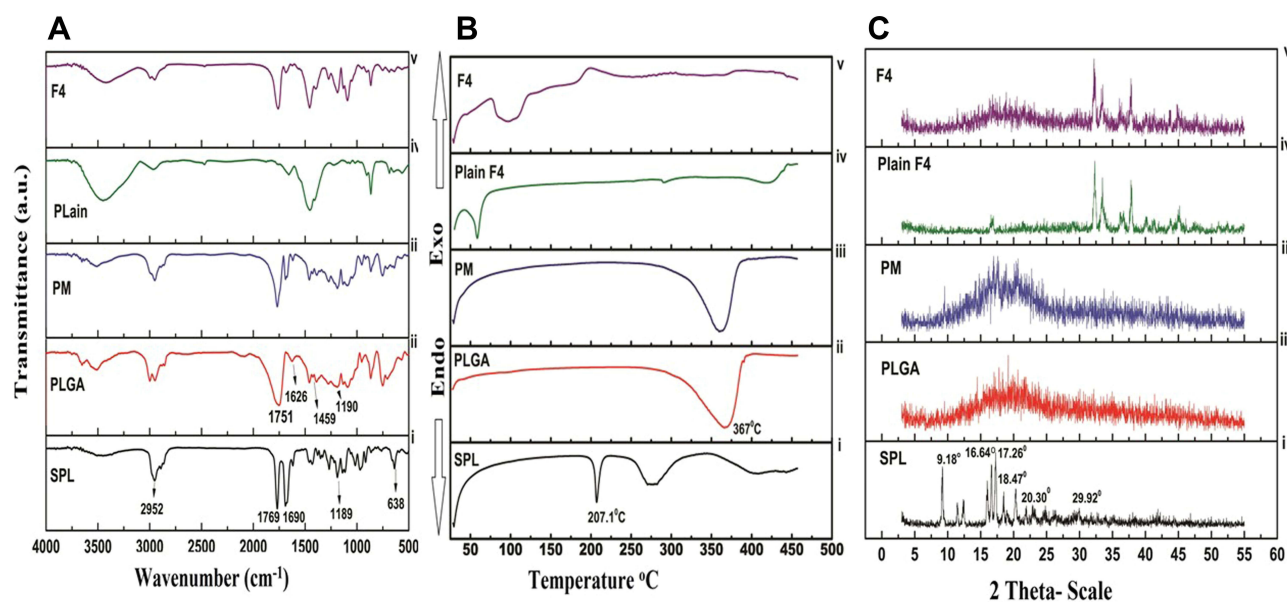 A
B
C
Transmittance (a.u.)
v
F4
iv
PLain
ii
PM
ii
PLGA
1751
1626
1459
1190
i
SPL
2952
1769
1690
1189
638
4000 3500 3000 2500 2000 1500 1000 500
Wavenumber (cm⁻¹)
Exo
Endo
v
F4
iv
Plain F4
iii
PM
ii
PLGA
367⁰C
i
SPL
207.1⁰C
50 100 150 200 250 300 350 400 450 500
Temperature ⁰C
F4
Plain F4
PM
PLGA
i
SPL
9.18⁰
16.64⁰
17.26⁰
18.47⁰
20.30⁰
29.92⁰
0 5 10 15 20 25 30 35 40 45 50 55 60
2 Theta- Scale